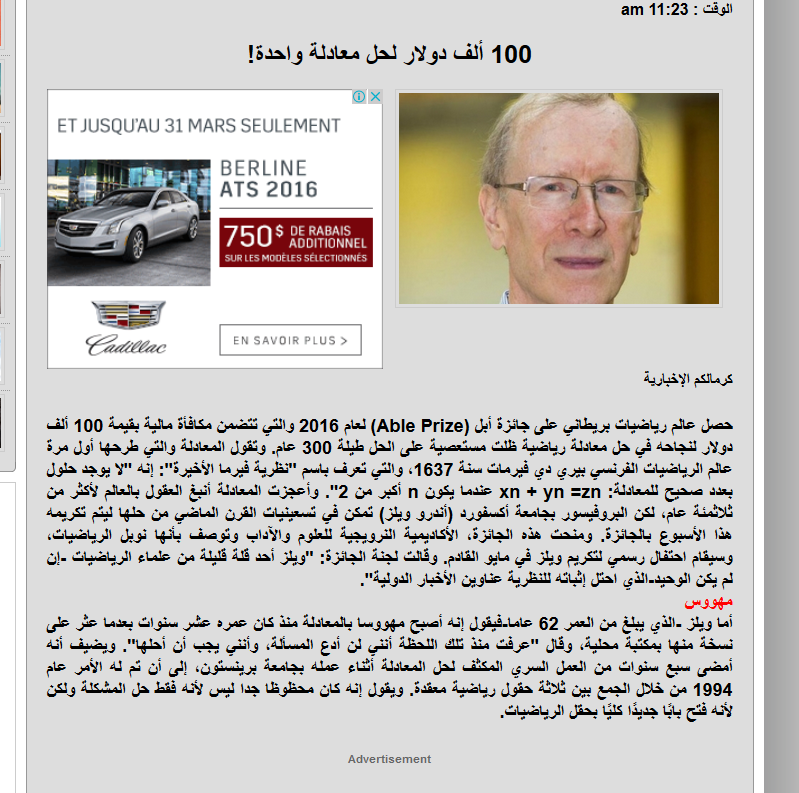 الوقت : 11:23 am
100 ألف دولار لحل معادلة واحدة!
ET JUSQU'AU 31 MARS SEULEMENT
BERLINE
ATS 2016
750$ DE RABAIS
ADDITIONNEL
SUR LES MODÈLES SÉLECTIONNÉS
Cadillac
EN SAVOIR PLUS >
كرمالكم الإخبارية
حصل عالم رياضيات بريطاني على جائزة أبل (Able Prize) لعام 2016 والتي تتضمن مكافأة مالية بقيمة 100 ألف
دولار لنجاحه في حل معادلة رياضية ظلت مستعصية على الحل طيلة 300 عام. وتقول المعادلة والتي طرحها أول مرة
عالم الرياضيات الفرنسي بيري دي فيرمات سنة 1637، والتي تعرف باسم "نظرية فيرما الأخيرة": إنه "لا يوجد حلول
بعدد صحيح للمعادلة: xn + yn =zn عندما يكون n أكبر من 2". وأعجزت المعادلة أنبغ العقول بالعالم لأكثر من
ثلاثمئة عام، لكن البروفيسور بجامعة أكسفورد (أندرو ويلز) تمكن في تسعينيات القرن الماضي من حلها ليتم تكريمه
هذا الأسبوع بالجائزة. ومنحت هذه الجائزة، الأكاديمية النرويجية للعلوم والآداب وتوصف بأنها نوبل الرياضيات،
وسيقام احتفال رسمي لتكريم ويلز في مايو القادم. وقالت لجنة الجائزة: "ويلز أحد قلة قليلة من علماء الرياضيات -إن
لم يكن الوحيد-الذي احتل إثباته للنظرية عناوين الأخبار الدولية".
مهووس
أما ويلز -الذي يبلغ من العمر 62 عاما-فيقول إنه أصبح مهووسا بالمعادلة منذ كان عمره عشر سنوات بعدما عثر على
نسخة منها بمكتبة محلية، وقال "عرفت منذ تلك اللحظة أنني لن أدع المسألة، وأنني يجب أن أحلها". ويضيف أنه
أمضى سبع سنوات من العمل السري المكثف لحل المعادلة أثناء عمله بجامعة برينستون، إلى أن تم له الأمر عام
1994 من خلال الجمع بين ثلاثة حقول رياضية معقدة. ويقول إنه كان محظوظا جدا ليس لأنه فقط حل المشكلة ولكن
لأنه فتح بابًا جديدًا كليًا بحقل الرياضيات.
Advertisement